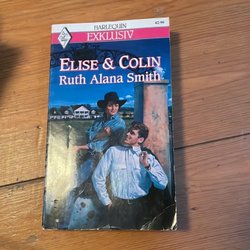 HARLEQUIN
EXKLUSIV
ELISE & COLIN
RUTH ALANA SMITH